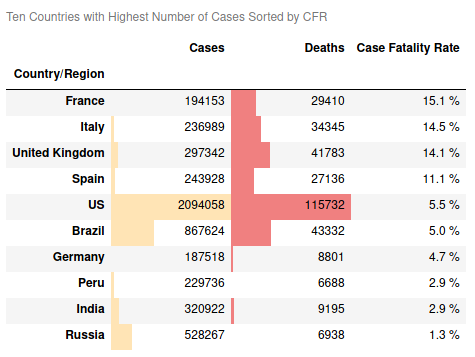 Ten Countries with Highest Number of Cases Sorted by CFR
Cases Deaths Case Fatality Rate
Country/Region
France 194153 29410 15.1 %
Italy 236989 34345 14.5 %
United Kingdom 297342 41783 14.1 %
Spain 243928 27136 11.1 %
US 2094058 115732 5.5 %
Brazil 867624 43332 5.0 %
Germany 187518 8801 4.7 %
Peru 229736 6688 2.9 %
India 320922 9195 2.9 %
Russia 528267 6938 1.3 %